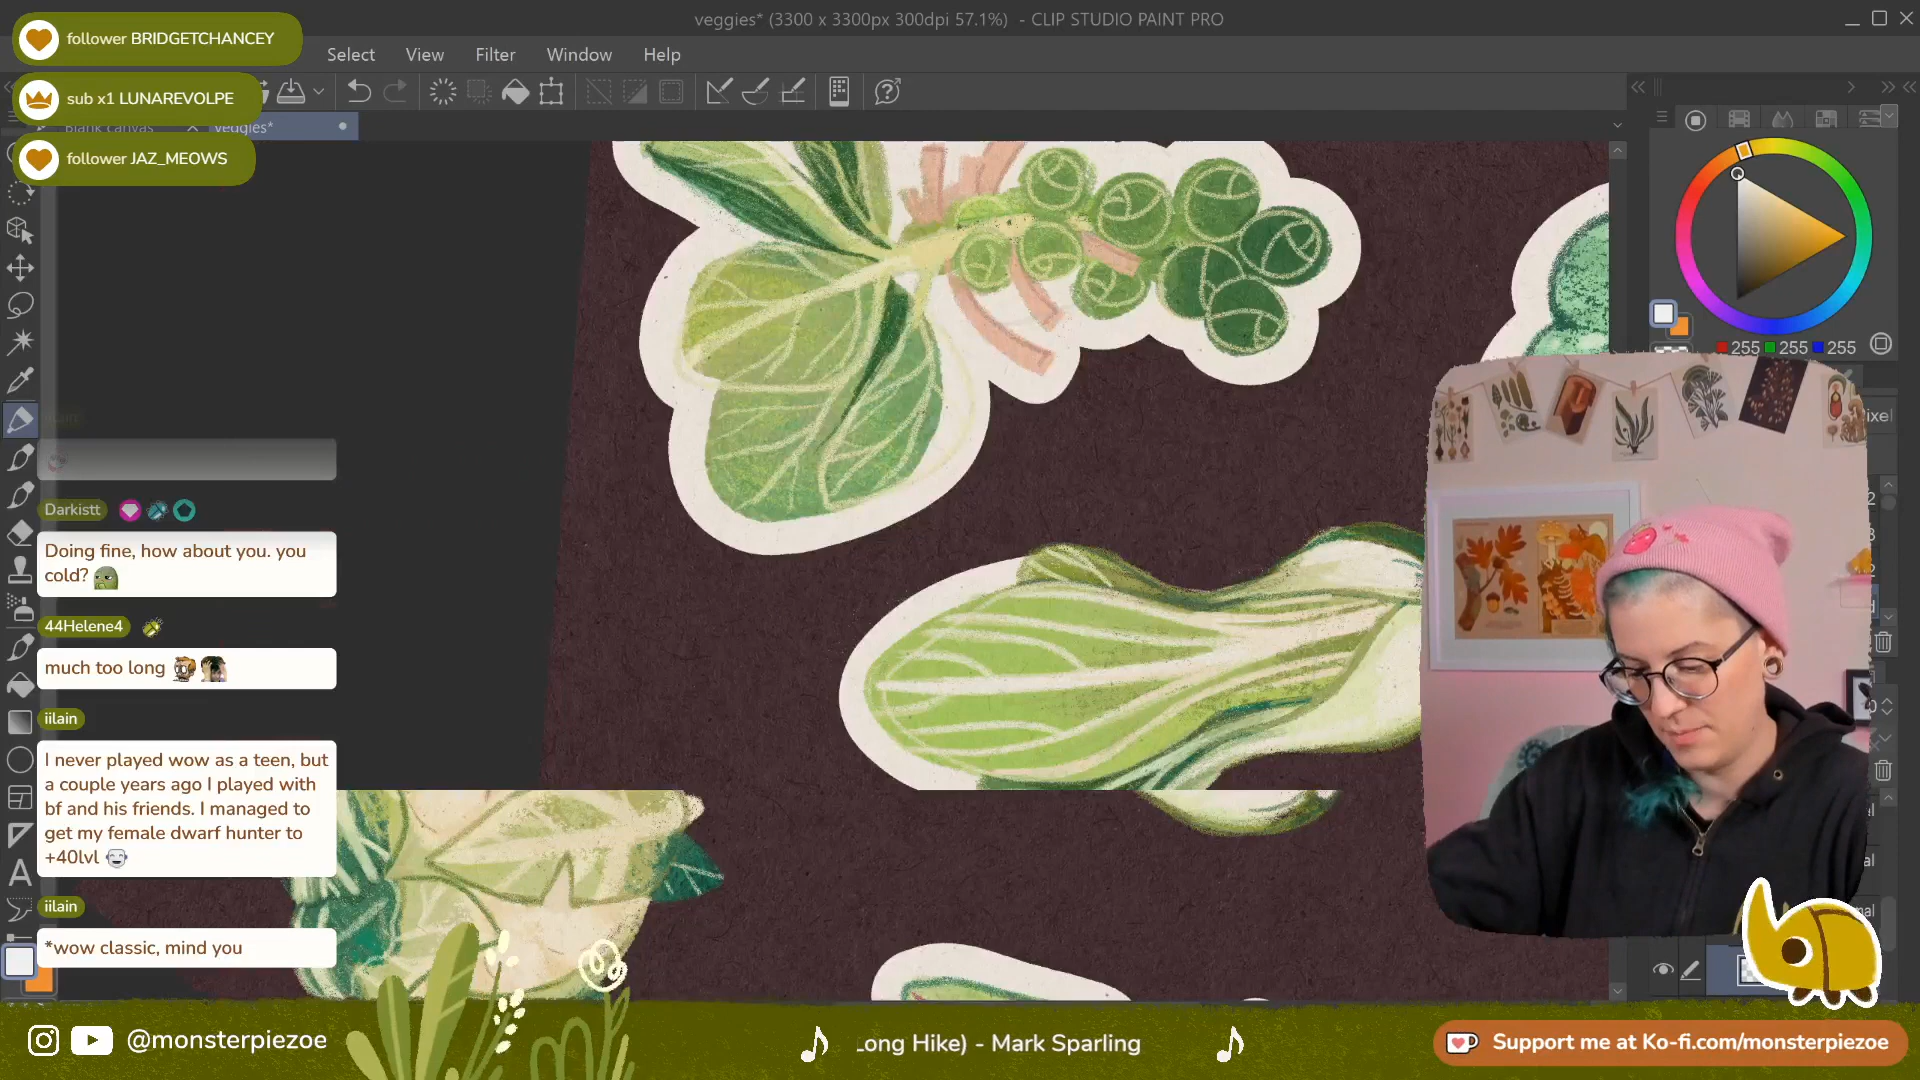 veggies* (3300 x 3300px 300dpi 57.1%) - CLIP STUDIO PAINT PRO
follower BRIDGETCHANCEY
Select View Filter Window Help
sub x1 LUNAREVOLPE
Blank canvas veggies*
follower JAZ_MEOWS
255 255 255
Darkistt
Doing fine, how about you. you
cold?
44Helene4
much too long
iilain
I never played wow as a teen, but
a couple years ago I played with
bf and his friends. I managed to
get my female dwarf hunter to
+40lvl
iilain
*wow classic, mind you
@monsterpiezoe
Long Hike) - Mark Sparling
Support me at Ko-fi.com/monsterpiezoe